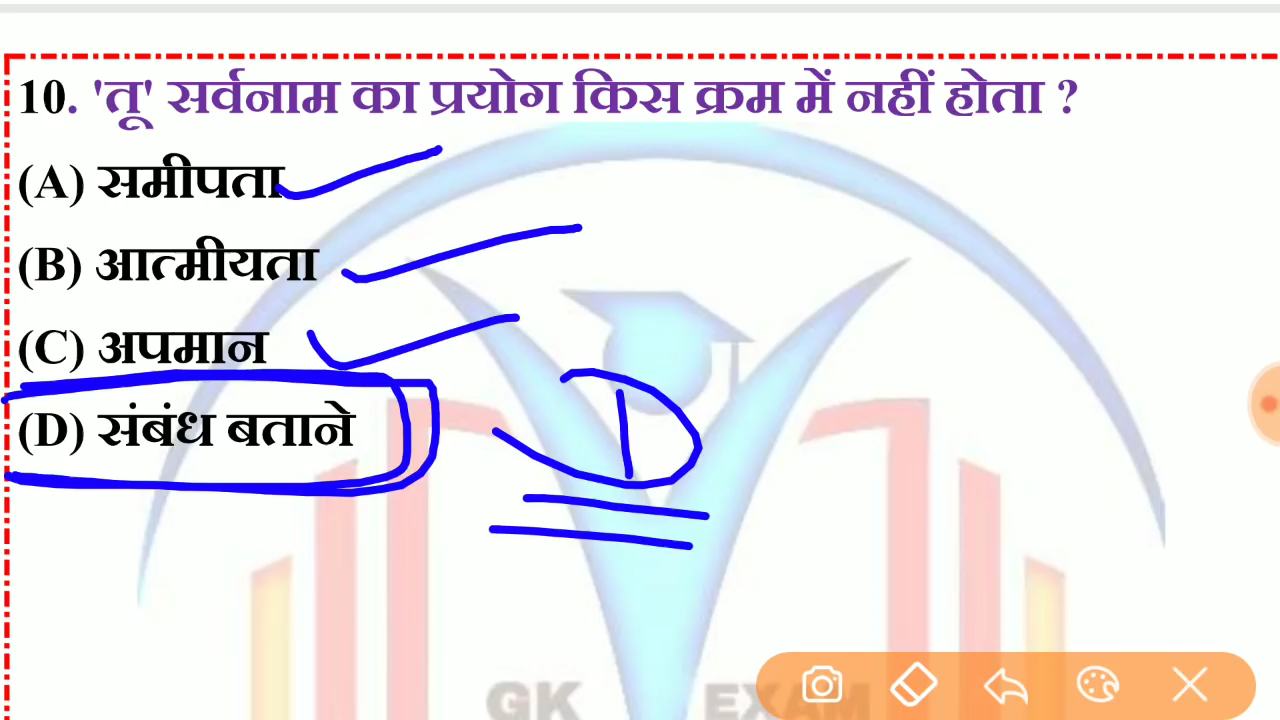 10. 'तू' सर्वनाम का प्रयोग किस क्रम में नहीं होता ?
(A) समीपता
(B) आत्मीयता
(C) अपमान
(D) संबंध बताने
D
GK EXAM